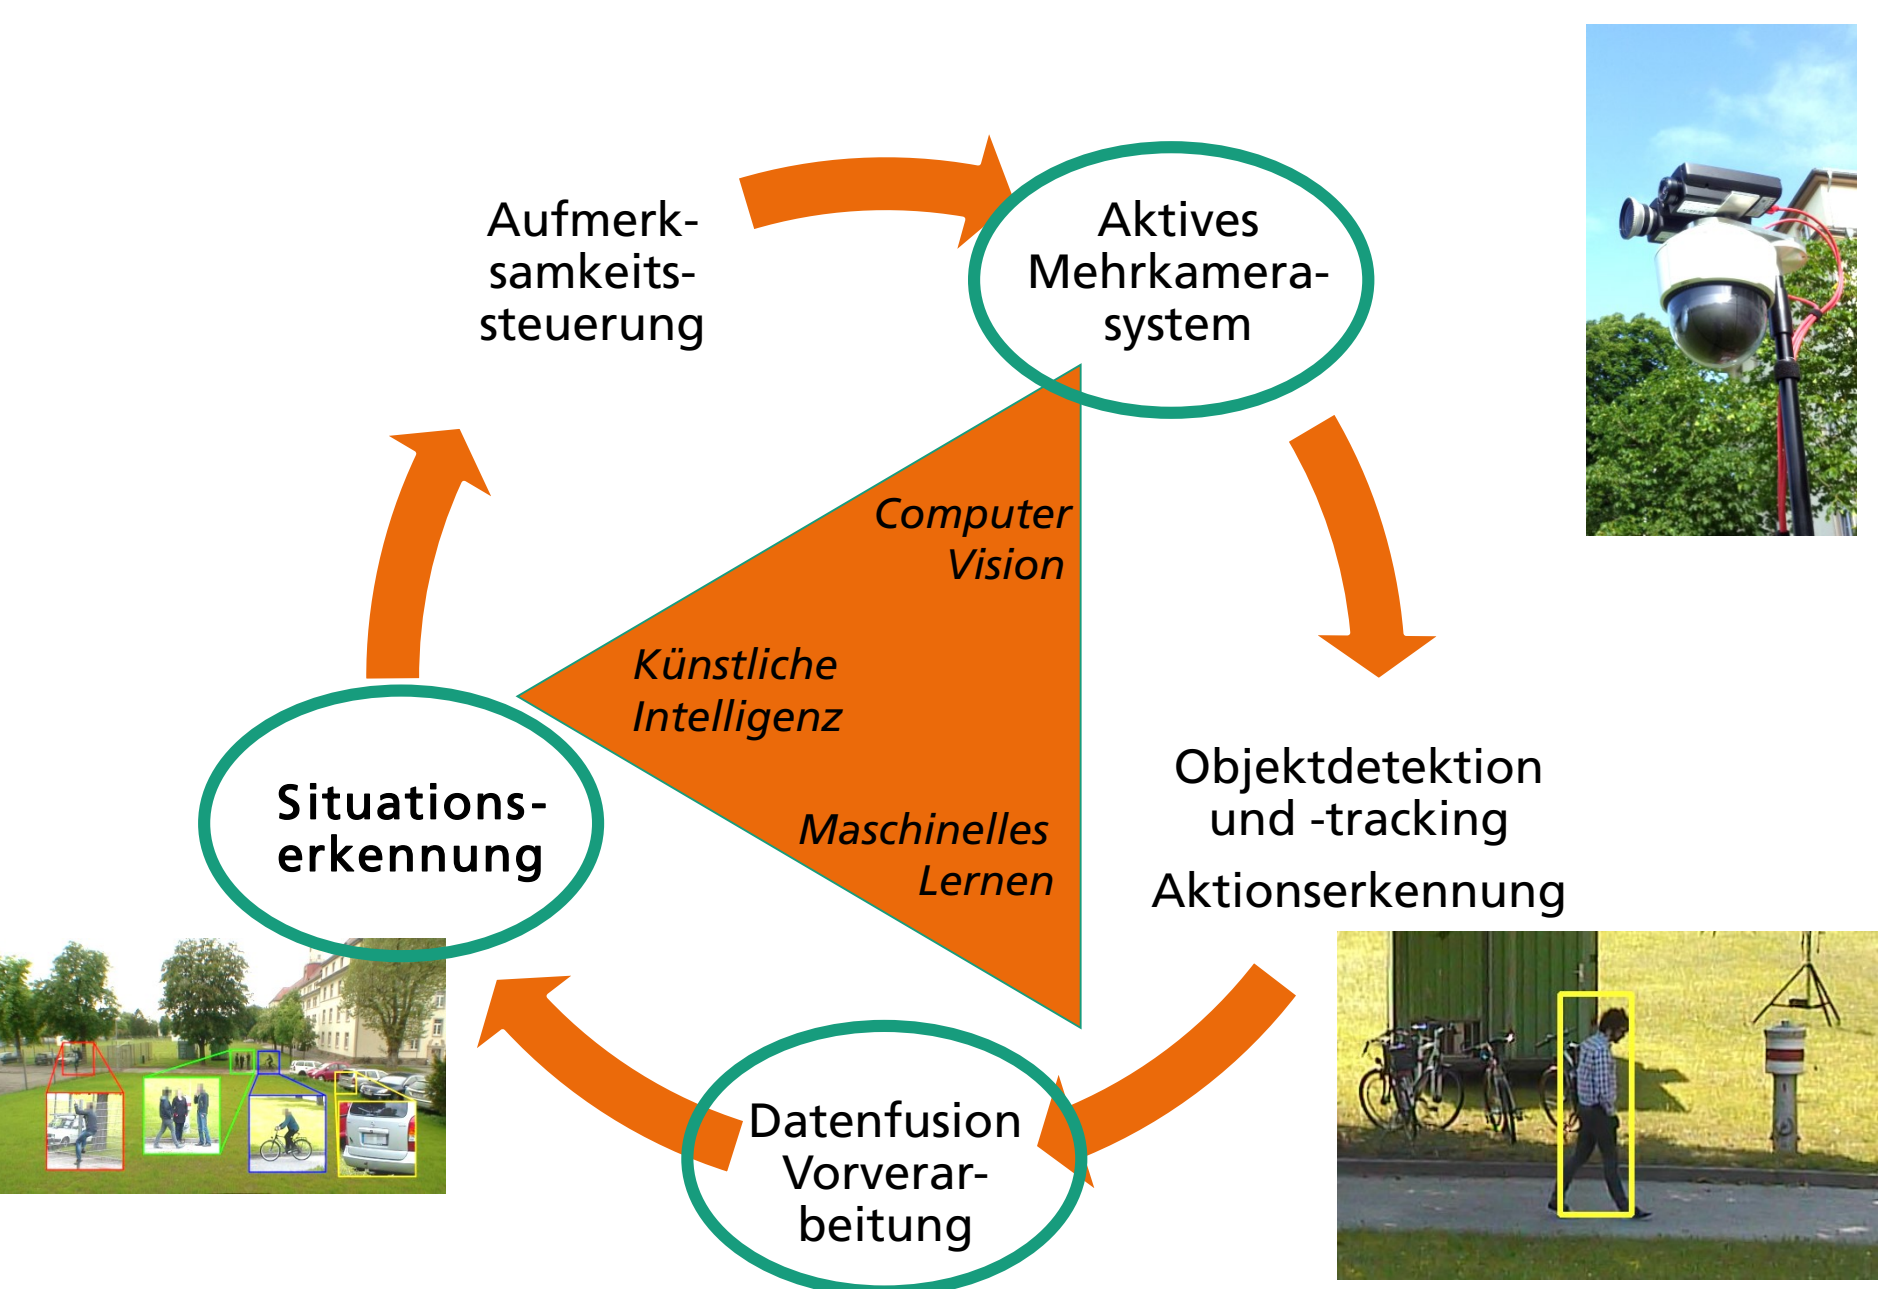 Aufmerk-
samkeits-
steuerung
Aktives
Mehrkamera-
system
Computer
Vision
Künstliche
Intelligenz
Maschinelles
Lernen
Objektdetektion
und -tracking
Aktionserkennung
Situations-
erkennung
Datenfusion
Vorverar-
beitung